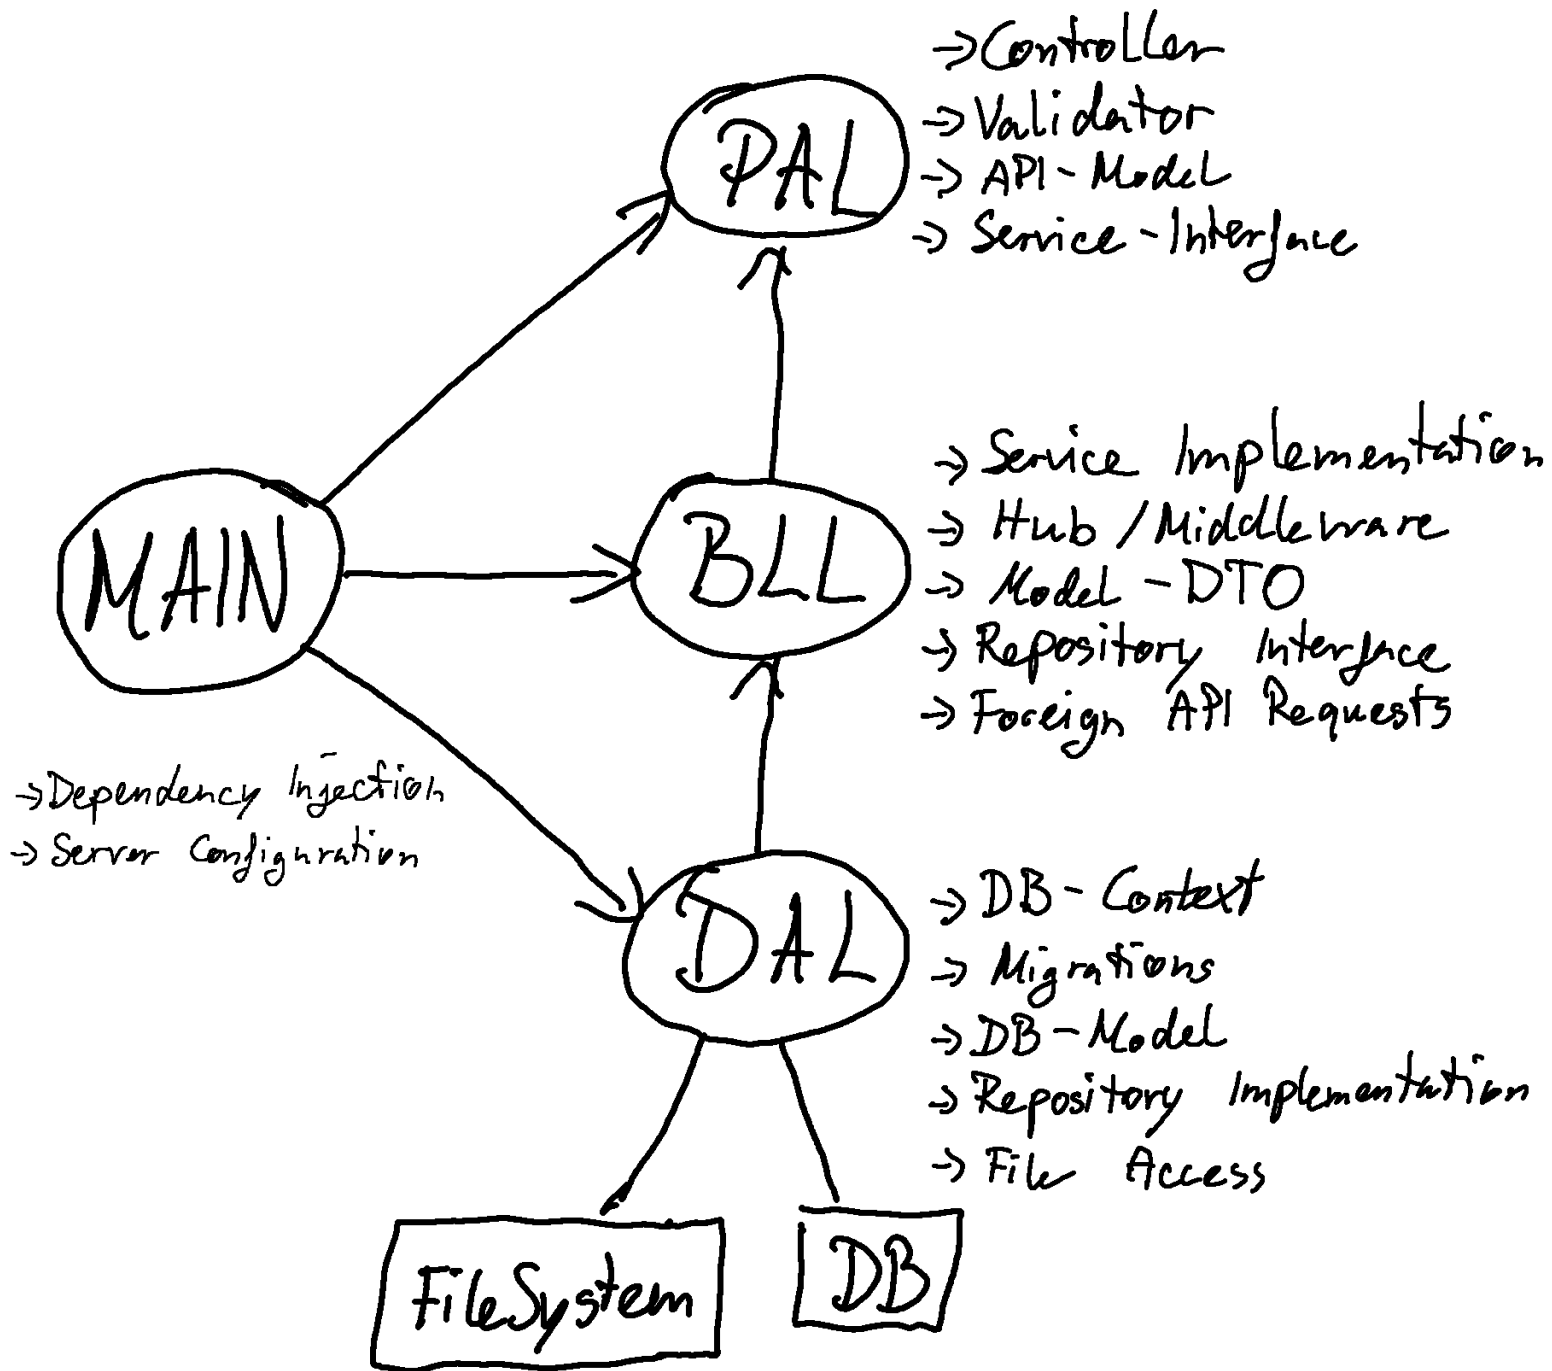 PAL
→ Controller
→ Validator
→ API - Model
→ Service - Interface
MAIN
→ Dependency Injection
→ Server Configuration
BLL
→ Service Implementation
→ Hub / Middleware
→ Model - DTO
→ Repository Interface
→ Foreign API Requests
DAL
→ DB - Context
→ Migrations
→ DB - Model
→ Repository Implementation
→ File Access
FileSystem
DB